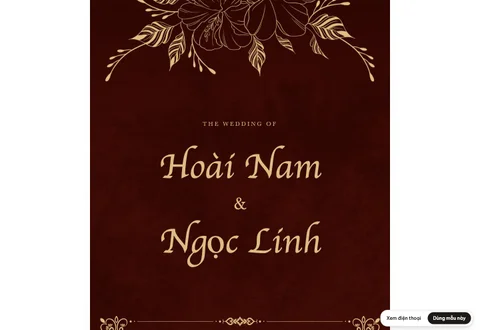 THE WEDDING OF
Hoài Nam
&
Ngọc Linh
Xem điện thoại
Dùng mẫu này